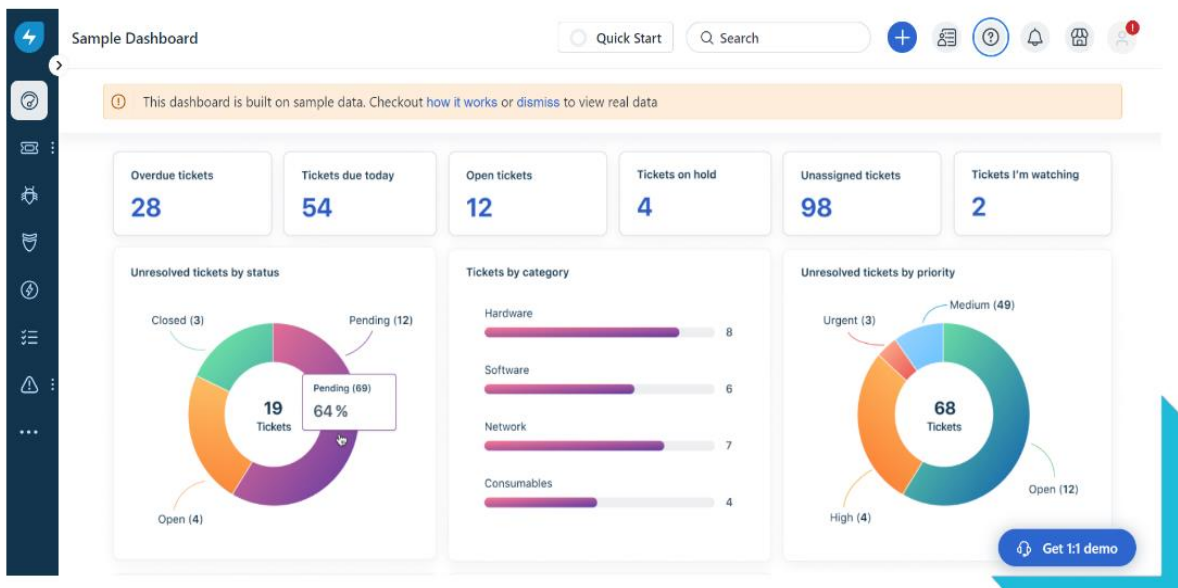 Sample Dashboard
Quick Start
Search
!
This dashboard is built on sample data. Checkout how it works or dismiss to view real data
Overdue tickets
28
Tickets due today
54
Open tickets
12
Tickets on hold
4
Unassigned tickets
98
Tickets I'm watching
2
Unresolved tickets by status
Closed (3)
Pending (12)
Pending (69)
64 %
19
Tickets
Open (4)
Tickets by category
Hardware
8
Software
6
Network
7
Consumables
4
Unresolved tickets by priority
Medium (49)
Urgent (3)
68
Tickets
Open (12)
High (4)
Get 1:1 demo